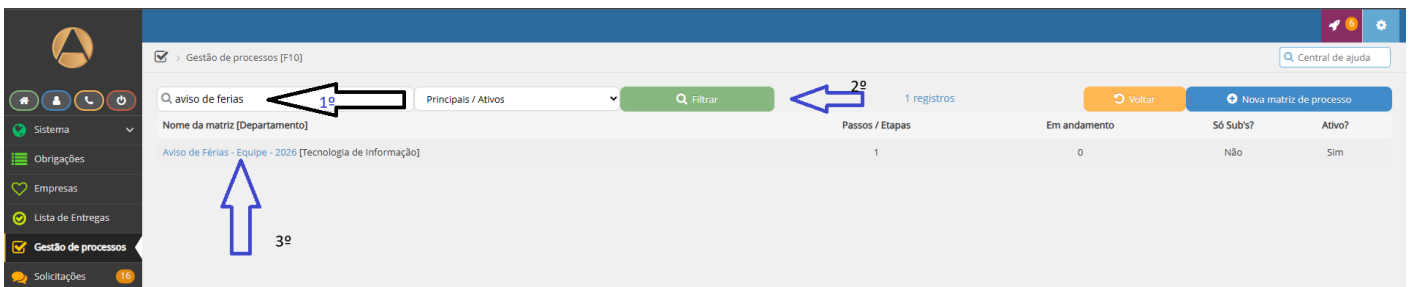 6
Gestão de processos [F10]
Central de ajuda
aviso de ferias
1º
Principais / Ativos
Filtrar
2º
1 registros
Voltar
Nova matriz de processo
Nome da matriz [Departamento]
Passos / Etapas
Em andamento
Só Sub's?
Ativo?
Aviso de Férias - Equipe - 2026 [Tecnologia de Informação]
1
0
Não
Sim
3º
Sistema
Obrigações
Empresas
Lista de Entregas
Gestão de processos
Solicitações
16